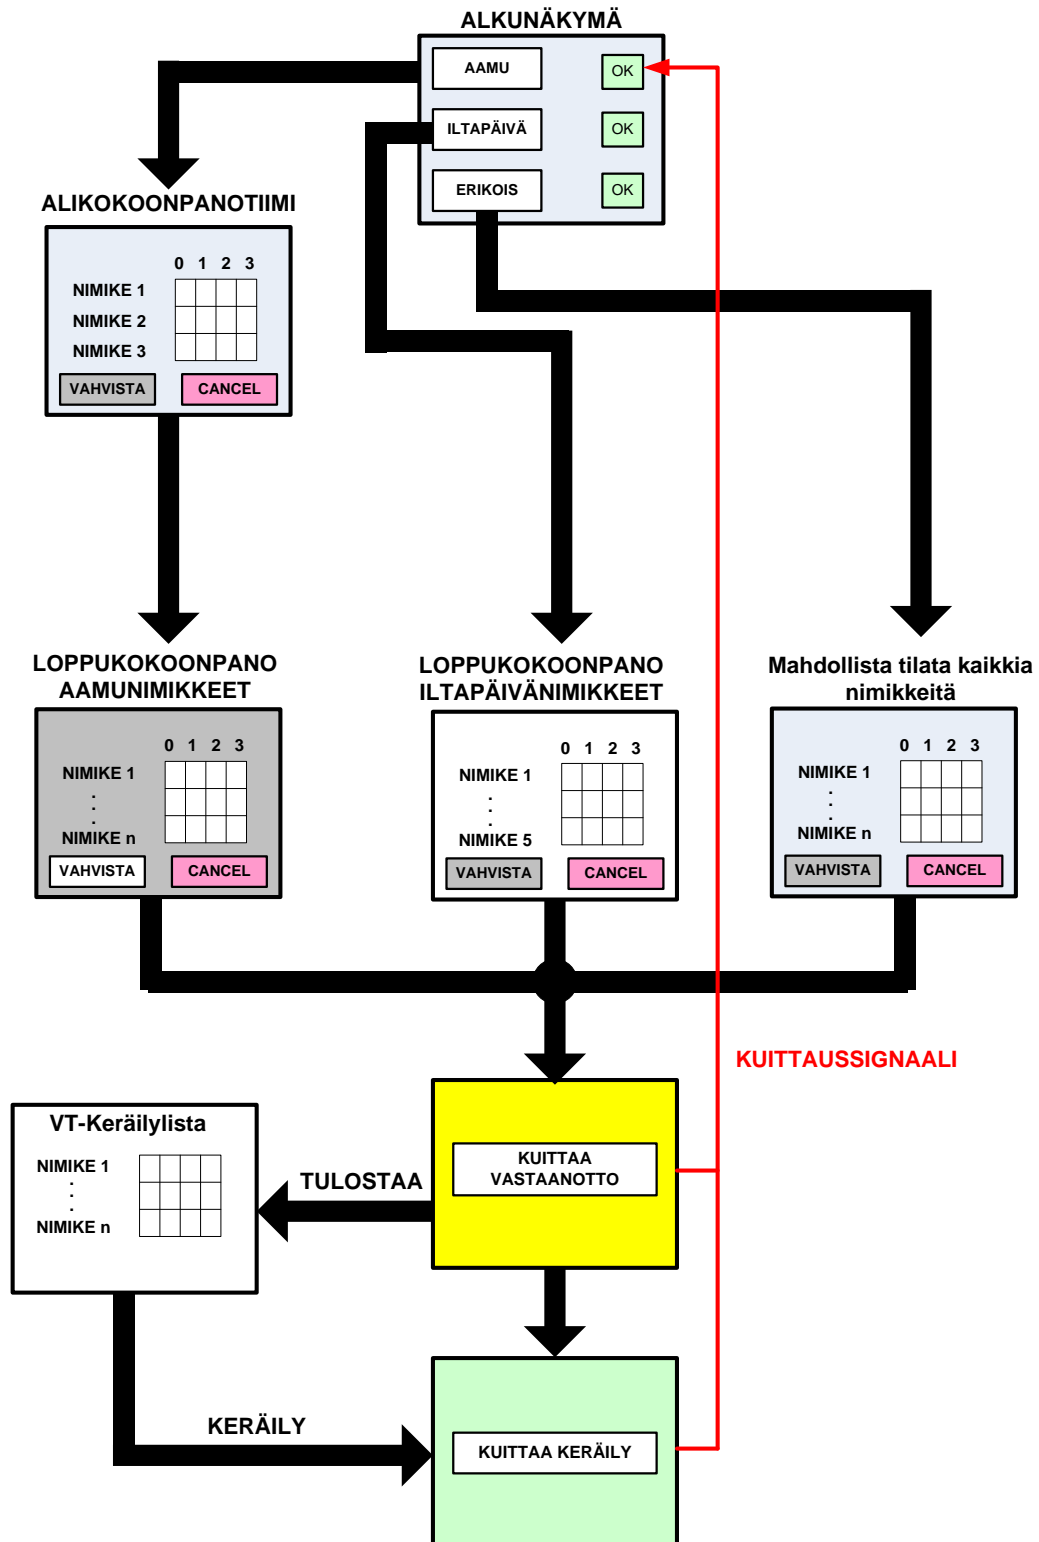 ALKUNÄKYMÄ
AAMU
OK
ILTAPÄIVÄ
OK
ERIKOIS
OK
ALIKOKOONPANOTIIMI
0 1 2 3
NIMIKE 1
NIMIKE 2
NIMIKE 3
VAHVISTA
CANCEL
LOPPUKOKOONPANO
AAMUNIMIKKEET
0 1 2 3
NIMIKE 1
.
.
.
NIMIKE n
VAHVISTA
CANCEL
LOPPUKOKOONPANO
ILTAPÄIVÄNIMIKKEET
0 1 2 3
NIMIKE 1
.
.
.
NIMIKE 5
VAHVISTA
CANCEL
Mahdollista tilata kaikkia
nimikkeitä
0 1 2 3
NIMIKE 1
.
.
.
NIMIKE n
VAHVISTA
CANCEL
KUITTAUSSIGNAALI
KUITTAA
VASTAANOTTO
TULOSTAA
VT-Keräilylista
NIMIKE 1
.
.
.
NIMIKE n
KERÄILY
KUITTAA KERÄILY